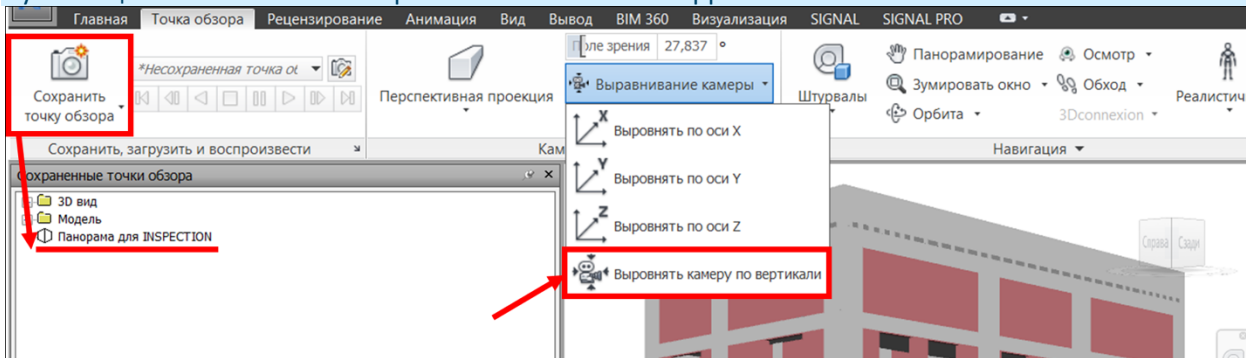 Главная Точка обзора Рецензирование Анимация Вид Вывод BIM 360 Визуализация SIGNAL SIGNAL PRO
*Несохраненная точка об
Поле зрения 27,837 °
Панорамирование Осмотр
Сохранить точку обзора
Перспективная проекция
Выравнивание камеры
Штурвалы
Зумировать окно Обход
Реалистич
Орбита 3Dconnexion
Сохранить, загрузить и воспроизвести
Кам
Навигация
Выровнять по оси X
Выровнять по оси Y
Выровнять по оси Z
Выровнять камеру по вертикали
Сохраненные точки обзора
3D вид
Модель
Панорама для INSPECTION
Справа Сзади